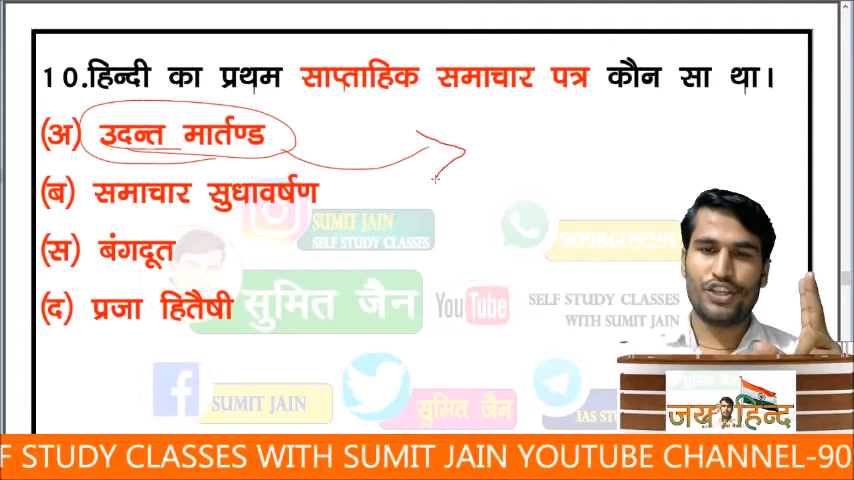 10.हिन्दी का प्रथम साप्ताहिक समाचार पत्र कौन सा था।
(अ) उदन्त मार्तण्ड
(ब) समाचार सुधावर्षण
(स) बंगदूत
(द) प्रजा हितैषी
SUMIT JAIN
SELF STUDY CLASSES
सुमित जैन
YouTube
SELF STUDY CLASSES
WITH SUMIT JAIN
SUMIT JAIN
सुमित जैन
IAS
जय हिन्द
F STUDY CLASSES WITH SUMIT JAIN YOUTUBE CHANNEL-90